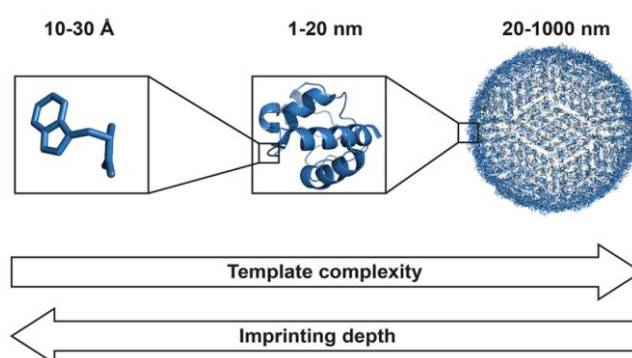 10-30 Å
1-20 nm
20-1000 nm
Template complexity
Imprinting depth